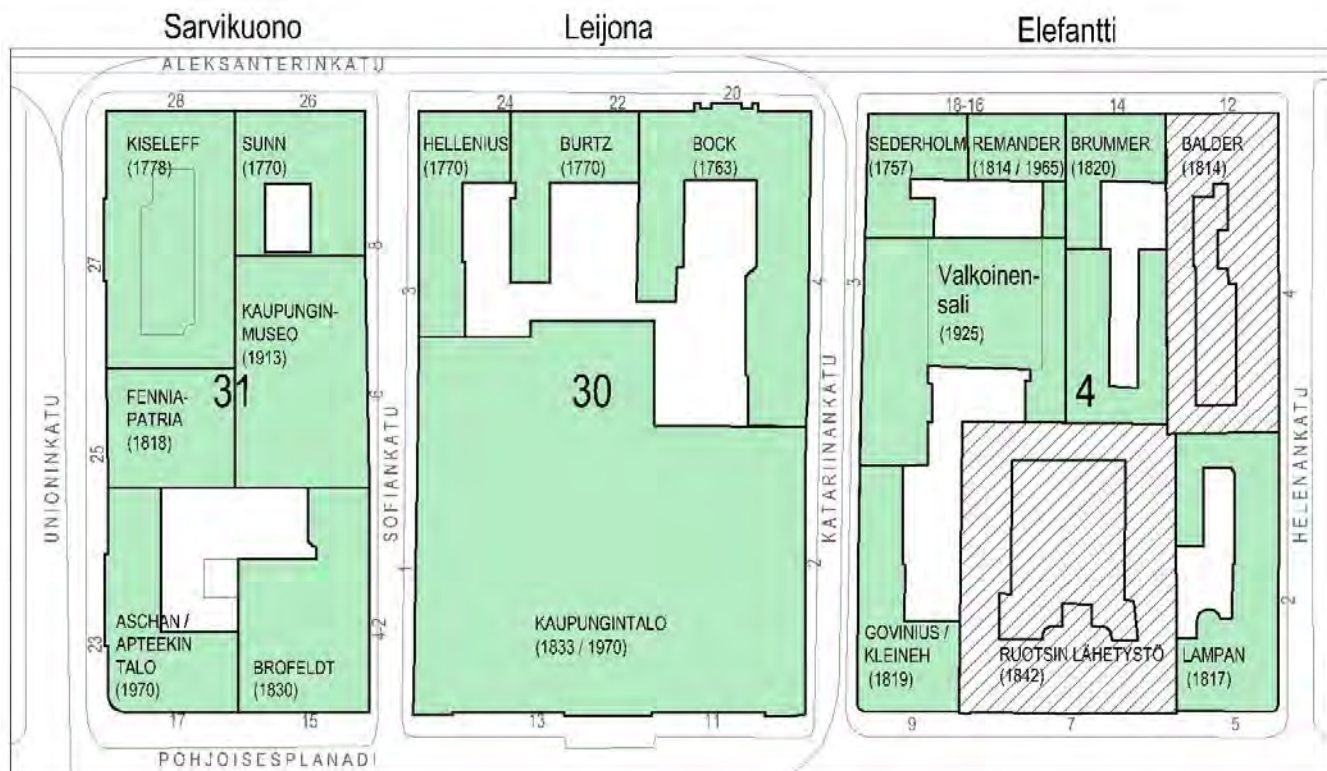 Sarvikuono
Leijona
Elefantti
ALEKSANTERINKATU
28
26
24
22
20
18-16
14
12
KISELEFF
(1778)
SUNN
(1770)
HELLENIUS
(1770)
BURTZ
(1770)
BOCK
(1763)
SEDERHOLM
(1757)
REMANDER
(1814 / 1965)
BRUMMER
(1820)
BALDER
(1814)
27
8
3
4
3
4
KAUPUNGIN-
MUSEO
(1913)
Valkoinen-
sali
(1925)
31
30
4
FENNIA-
PATRIA
(1818)
6
25
UNIONINKATU
SOFIANKATU
KATARIINANKATU
HELENANKATU
1
2
2
23
4-2
ASCHAN /
APTEEKIN
TALO
(1970)
BROFELDT
(1830)
KAUPUNGINTALO
(1833 / 1970)
GOVINIUS /
KLEINEH
(1819)
RUOTSIN LÄHETYSTÖ
(1842)
LAMPAN
(1817)
17
15
13
11
9
7
5
POHJOISESPLANADI